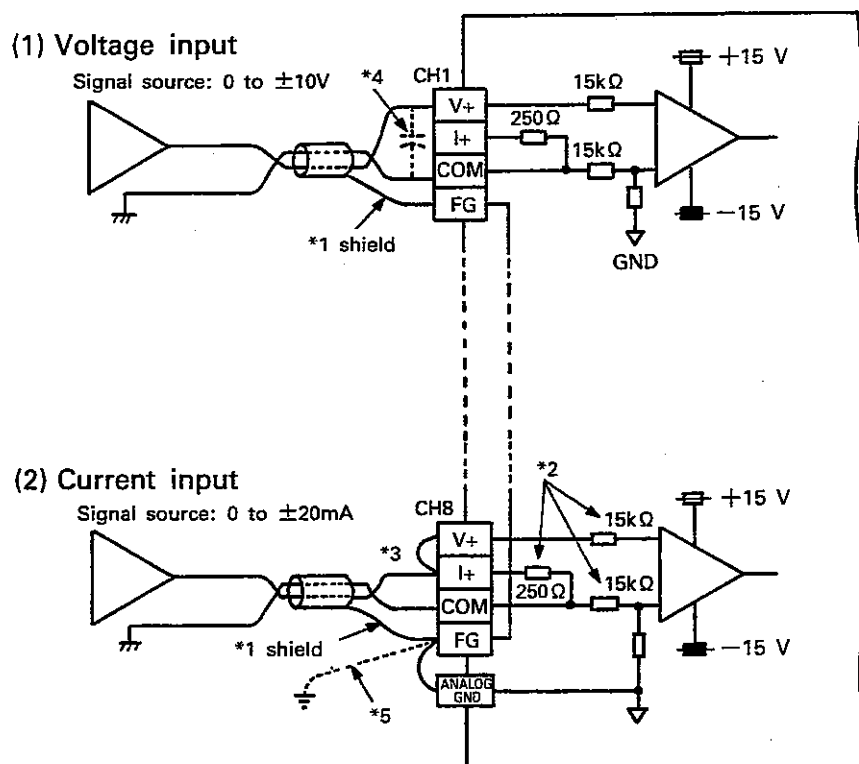 (1) Voltage input
Signal source: 0 to ±10V
*4
CH1
V+
I+
COM
FG
250Ω
15kΩ
15kΩ
+15 V
−15 V
GND
*1 shield
(2) Current input
Signal source: 0 to ±20mA
*3
CH8
V+
I+
COM
FG
ANALOG
GND
*2
15kΩ
250Ω
15kΩ
+15 V
−15 V
*1 shield
*5